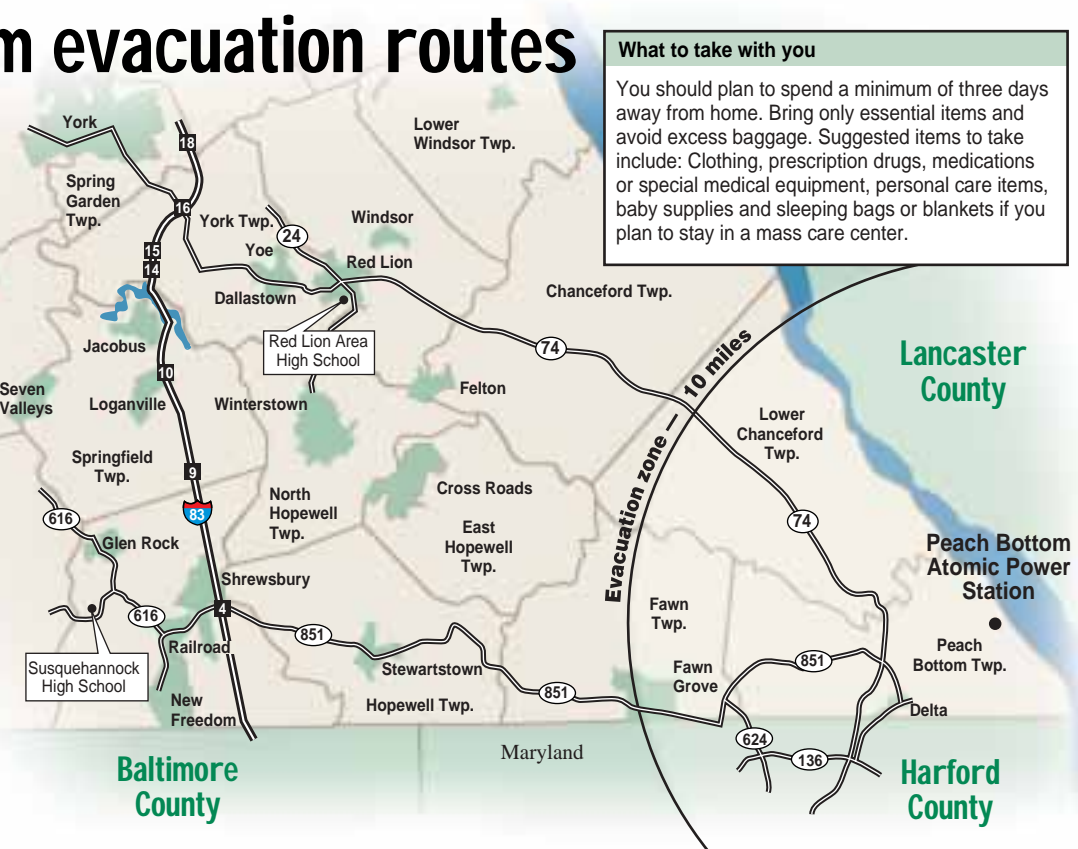 m evacuation routes
What to take with you
You should plan to spend a minimum of three days
away from home. Bring only essential items and
avoid excess baggage. Suggested items to take
include: Clothing, prescription drugs, medications
or special medical equipment, personal care items,
baby supplies and sleeping bags or blankets if you
plan to stay in a mass care center.
York
18
Lower
Windsor Twp.
Spring
Garden
Twp.
16
York Twp.
Windsor
24
Yoe
15
14
Red Lion
Dallastown
Chanceford Twp.
Red Lion Area
High School
Jacobus
74
10
Evacuation zone — 10 miles
Lancaster
County
Seven
Valleys
Loganville
Winterstown
Felton
Lower
Chanceford
Twp.
Springfield
Twp.
9
Cross Roads
83
North
Hopewell
Twp.
616
East
Hopewell
Twp.
74
Glen Rock
Peach Bottom
Atomic Power
Station
Shrewsbury
4
616
851
Fawn
Twp.
Railroad
Peach
Bottom Twp.
Susquehannock
High School
Stewartstown
851
Fawn
Grove
851
New
Freedom
Hopewell Twp.
Delta
624
Maryland
136
Baltimore
County
Harford
County